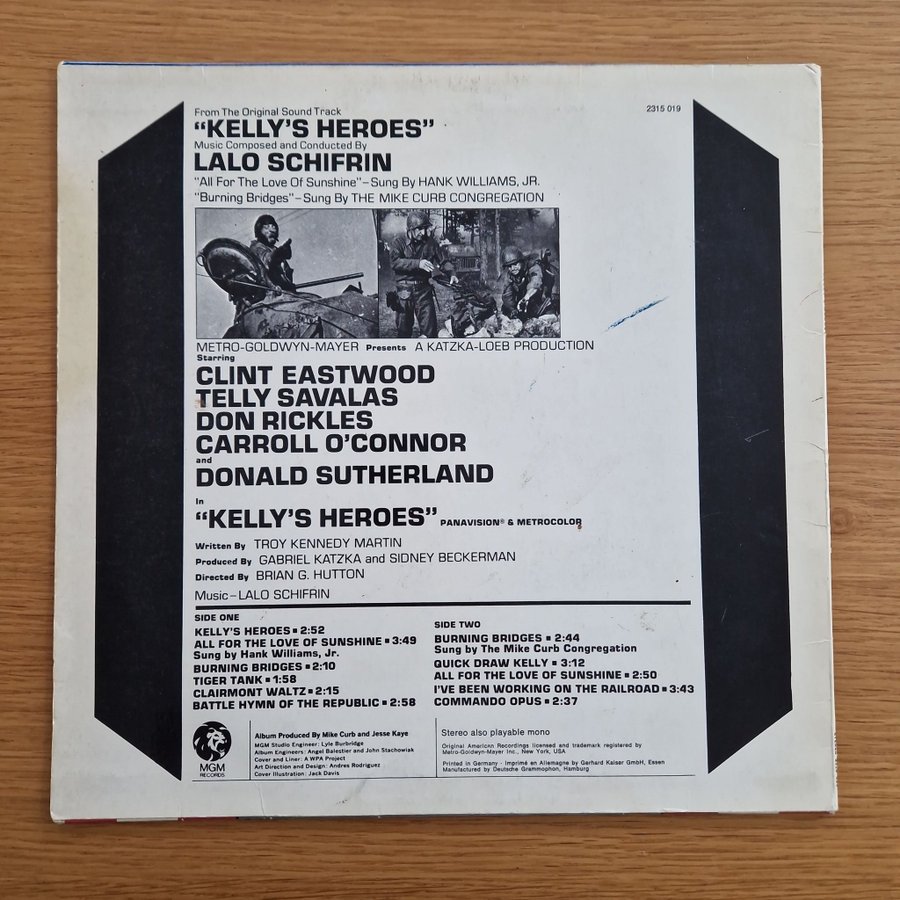 From The Original Sound Track
2315 019
"KELLY'S HEROES"
Music Composed and Conducted By
LALO SCHIFRIN
"All For The Love Of Sunshine"–Sung By HANK WILLIAMS, JR.
"Burning Bridges"–Sung By THE MIKE CURB CONGREGATION
METRO-GOLDWYN-MAYER Presents A KATZKA-LOEB PRODUCTION
Starring
CLINT EASTWOOD
TELLY SAVALAS
DON RICKLES
CARROLL O'CONNOR
and
DONALD SUTHERLAND
In
"KELLY'S HEROES" PANAVISION® & METROCOLOR
Written By TROY KENNEDY MARTIN
Produced By GABRIEL KATZKA and SIDNEY BECKERMAN
Directed By BRIAN G. HUTTON
Music–LALO SCHIFRIN
SIDE ONE
KELLY'S HEROES ▪ 2:52
ALL FOR THE LOVE OF SUNSHINE ▪ 3:49
Sung by Hank Williams, Jr.
BURNING BRIDGES ▪ 2:10
TIGER TANK ▪ 1:58
CLAIRMONT WALTZ ▪ 2:15
BATTLE HYMN OF THE REPUBLIC ▪ 2:58
SIDE TWO
BURNING BRIDGES ▪ 2:44
Sung by The Mike Curb Congregation
QUICK DRAW KELLY ▪ 3:12
ALL FOR THE LOVE OF SUNSHINE ▪ 2:50
I'VE BEEN WORKING ON THE RAILROAD ▪ 3:43
COMMANDO OPUS ▪ 2:37
MGM
RECORDS
Album Produced By Mike Curb and Jesse Kaye
MGM Studio Engineer: Lyle Burbridge
Album Engineers: Angel Balestier and John Stachowiak
Cover and Liner: A WPA Project
Art Direction and Design: Andres Rodriguez
Cover Illustration: Jack Davis
Stereo also playable mono
Original American Recordings licensed and trademark registered by
Metro-Goldwyn-Mayer Inc., New York, USA
Printed in Germany · Imprimé en Allemagne by Gerhard Kaiser GmbH, Essen
Manufactured by Deutsche Grammophon, Hamburg